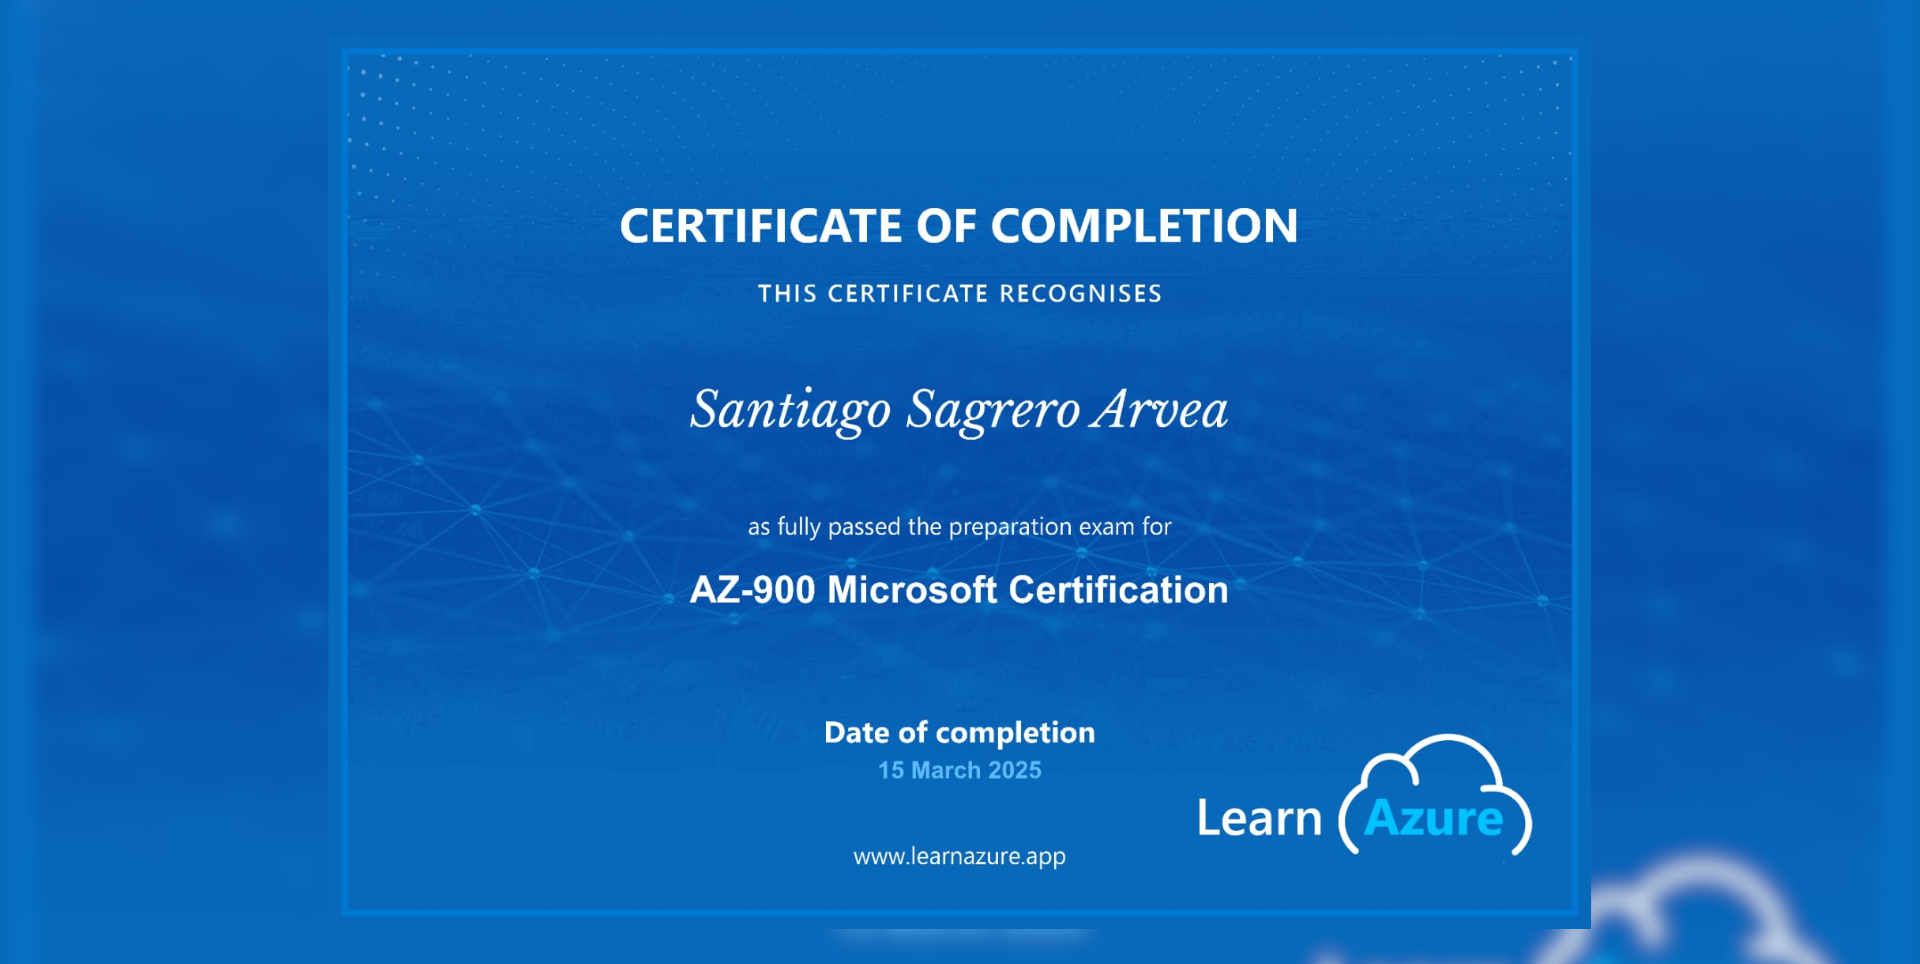 CERTIFICATE OF COMPLETION
THIS CERTIFICATE RECOGNISES
Santiago Sagrero Arvea
as fully passed the preparation exam for
AZ-900 Microsoft Certification
Date of completion
15 March 2025
Learn Azure
www.learnazure.app